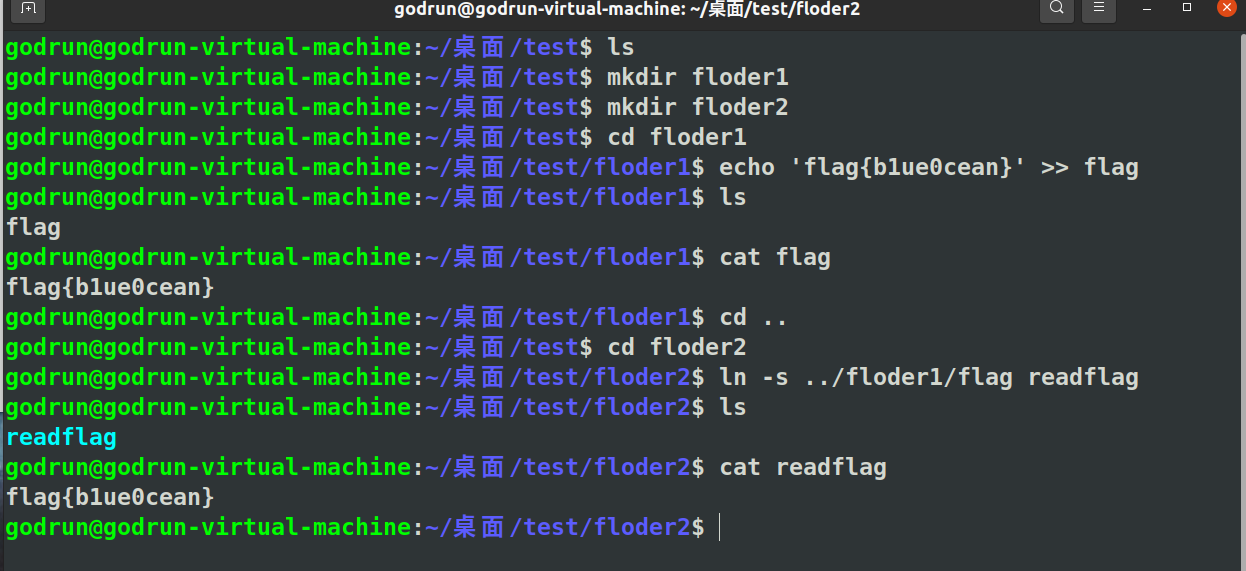 godrun@godrun-virtual-machine: ~/桌面/test/floder2
godrun@godrun-virtual-machine:~/桌面/test$ ls
godrun@godrun-virtual-machine:~/桌面/test$ mkdir floder1
godrun@godrun-virtual-machine:~/桌面/test$ mkdir floder2
godrun@godrun-virtual-machine:~/桌面/test$ cd floder1
godrun@godrun-virtual-machine:~/桌面/test/floder1$ echo 'flag{b1ue0cean}' >> flag
godrun@godrun-virtual-machine:~/桌面/test/floder1$ ls
flag
godrun@godrun-virtual-machine:~/桌面/test/floder1$ cat flag
flag{b1ue0cean}
godrun@godrun-virtual-machine:~/桌面/test/floder1$ cd ..
godrun@godrun-virtual-machine:~/桌面/test$ cd floder2
godrun@godrun-virtual-machine:~/桌面/test/floder2$ ln -s ../floder1/flag readflag
godrun@godrun-virtual-machine:~/桌面/test/floder2$ ls
readflag
godrun@godrun-virtual-machine:~/桌面/test/floder2$ cat readflag
flag{b1ue0cean}
godrun@godrun-virtual-machine:~/桌面/test/floder2$